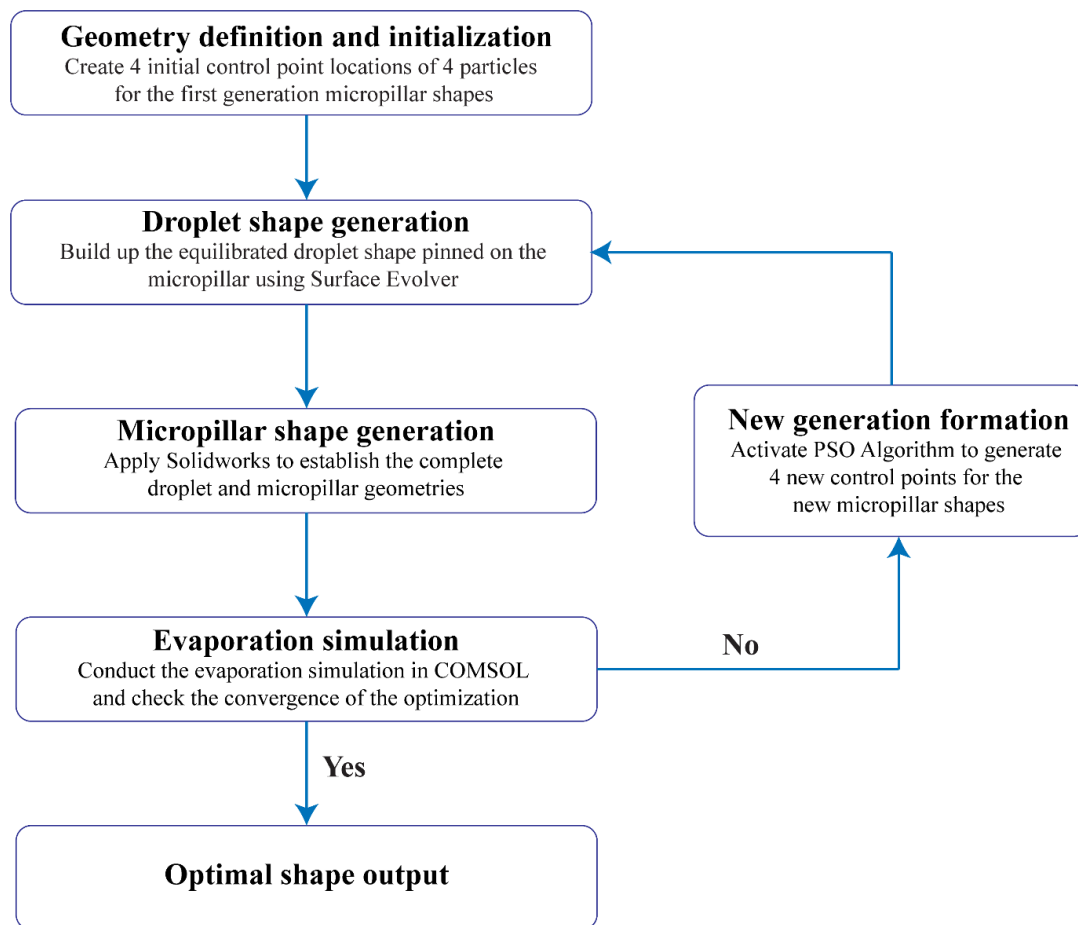 Geometry definition and initialization
Create 4 initial control point locations of 4 particles
for the first generation micropillar shapes
Droplet shape generation
Build up the equilibrated droplet shape pinned on the
micropillar using Surface Evolver
Micropillar shape generation
Apply Solidworks to establish the complete
droplet and micropillar geometries
New generation formation
Activate PSO Algorithm to generate
4 new control points for the
new micropillar shapes
Evaporation simulation
Conduct the evaporation simulation in COMSOL
and check the convergence of the optimization
No
Yes
Optimal shape output